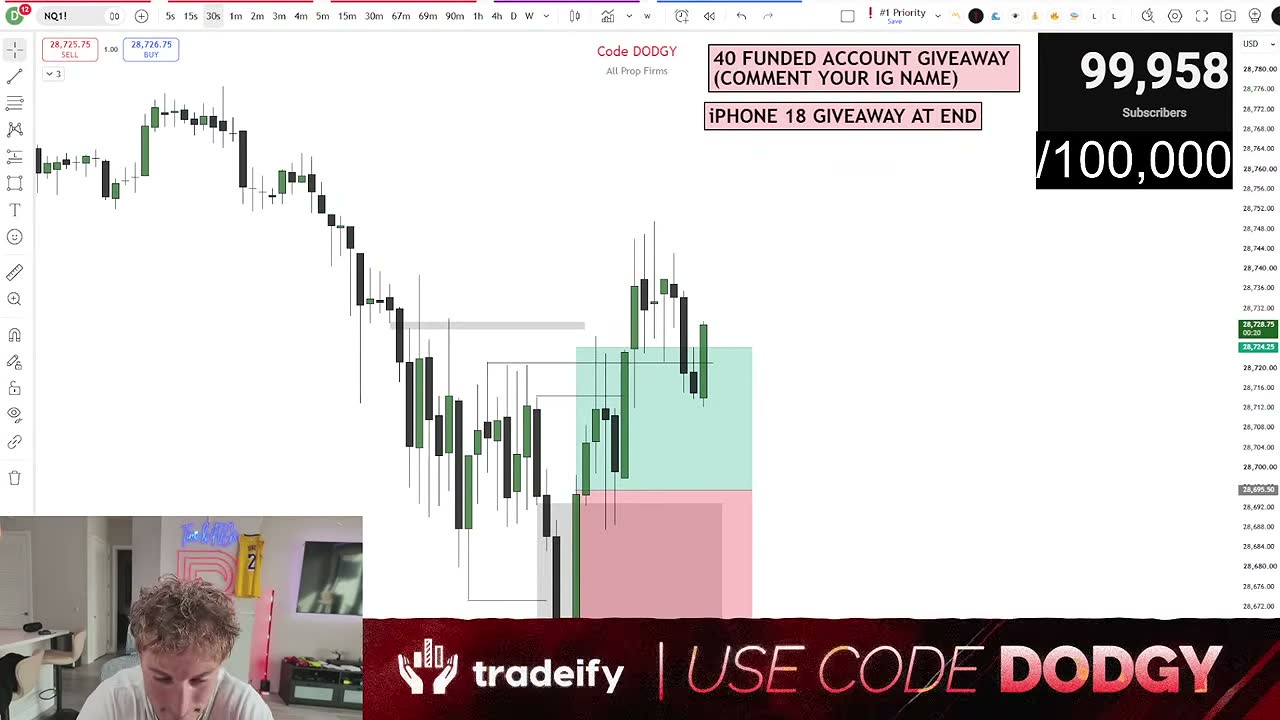 12
NQ1!
5s 15s 30s 1m 2m 3m 4m 5m 15m 30m 67m 69m 90m 1h 4h D W
w
#1 Priority
Save
L L
28,725.75
SELL
1.00
28,726.75
BUY
3
Code DODGY
All Prop Firms
40 FUNDED ACCOUNT GIVEAWAY
(COMMENT YOUR IG NAME)
iPHONE 18 GIVEAWAY AT END
99,958
Subscribers
/100,000
USD
28,780.00
28,776.00
28,772.00
28,768.00
28,764.00
28,760.00
28,756.00
28,752.00
28,748.00
28,744.00
28,740.00
28,736.00
28,732.00
28,728.75
00:20
28,724.25
28,720.00
28,716.00
28,712.00
28,708.00
28,704.00
28,700.00
28,695.50
28,692.00
28,688.00
28,684.00
28,680.00
28,676.00
28,672.00
2
tradeify | USE CODE DODGY